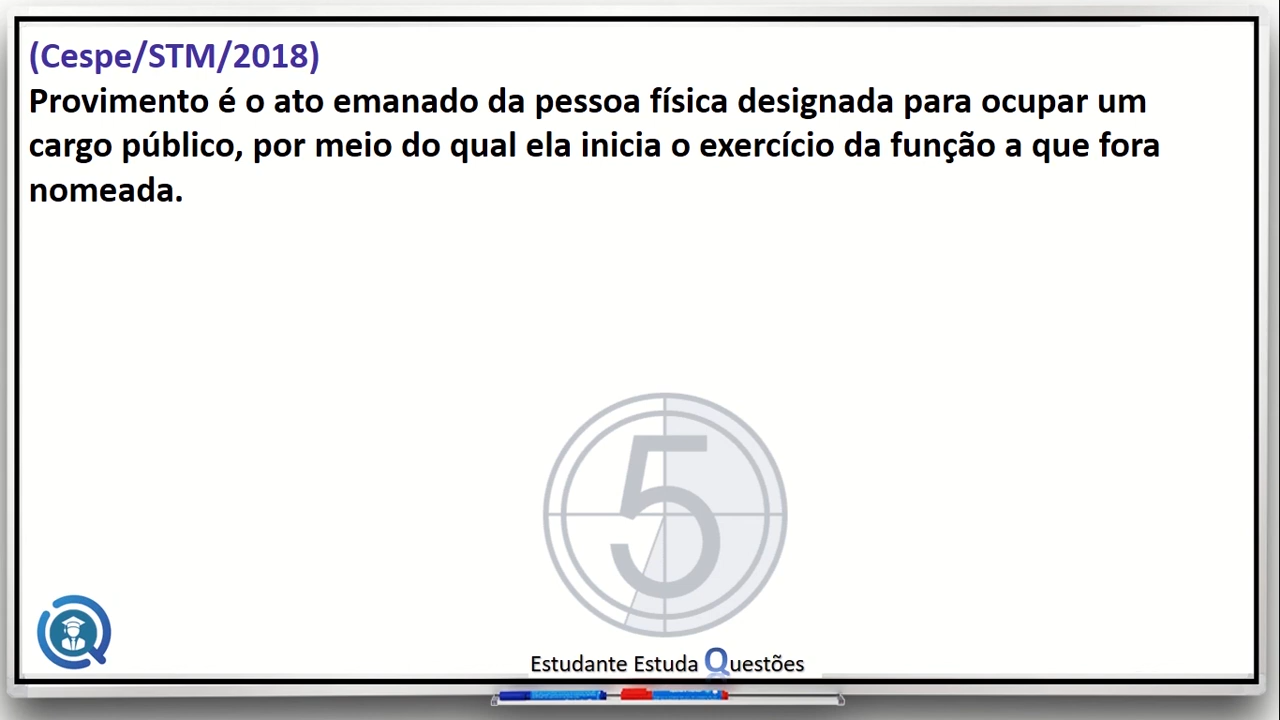 (Cespe/STM/2018)
Provimento é o ato emanado da pessoa física designada para ocupar um
cargo público, por meio do qual ela inicia o exercício da função a que fora
nomeada.
5
Estudante Estuda Questões